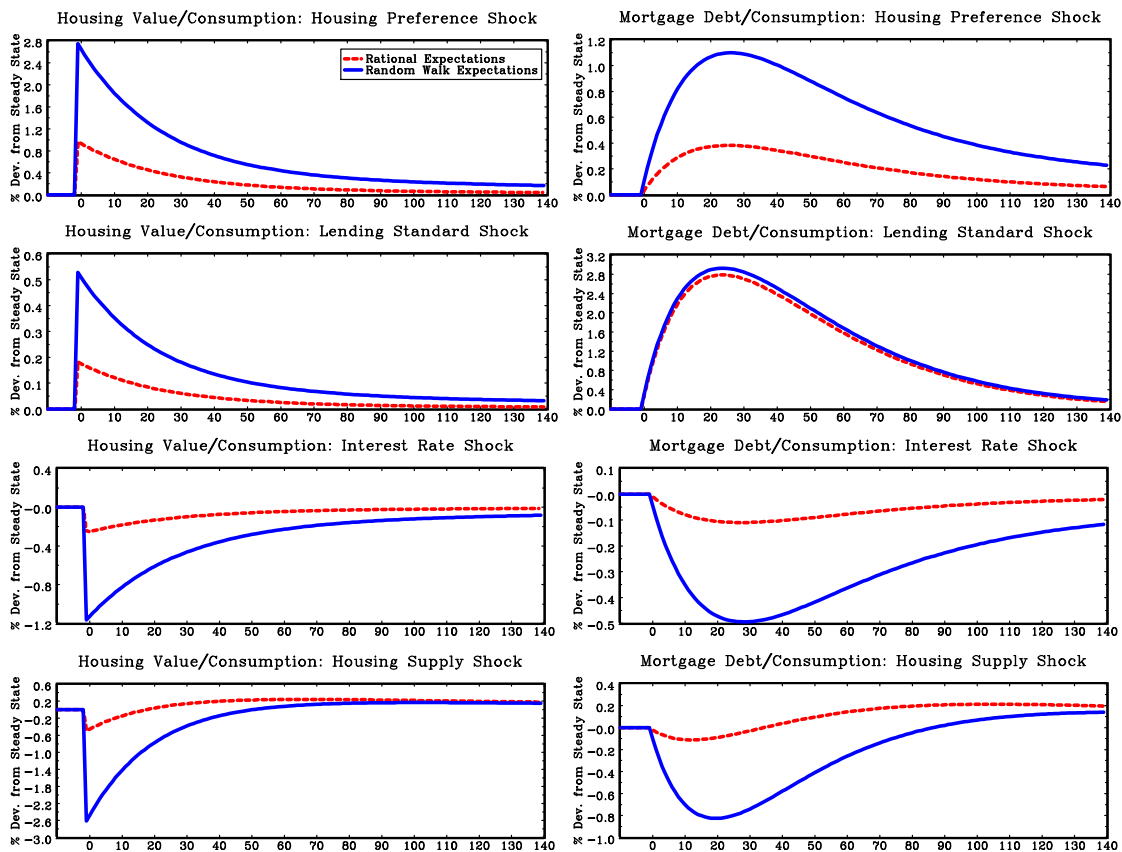 Housing Value/Consumption: Housing Preference Shock
% Dev. from Steady State
2.8
2.4
2.0
1.6
1.2
0.8
0.4
0.0
Rational Expectations
Random Walk Expectations
0 10 20 30 40 50 60 70 80 90 100 110 120 130 140
Mortgage Debt/Consumption: Housing Preference Shock
% Dev. from Steady State
1.2
1.0
0.8
0.6
0.4
0.2
0.0
0 10 20 30 40 50 60 70 80 90 100 110 120 130 140
Housing Value/Consumption: Lending Standard Shock
% Dev. from Steady State
0.6
0.5
0.4
0.3
0.2
0.1
0.0
0 10 20 30 40 50 60 70 80 90 100 110 120 130 140
Mortgage Debt/Consumption: Lending Standard Shock
% Dev. from Steady State
3.2
2.8
2.4
2.0
1.6
1.2
0.8
0.4
0.0
0 10 20 30 40 50 60 70 80 90 100 110 120 130 140
Housing Value/Consumption: Interest Rate Shock
% Dev. from Steady State
0.4
−0.0
−0.4
−0.8
−1.2
0 10 20 30 40 50 60 70 80 90 100 110 120 130 140
Mortgage Debt/Consumption: Interest Rate Shock
% Dev. from Steady State
0.1
−0.0
−0.1
−0.2
−0.3
−0.4
−0.5
0 10 20 30 40 50 60 70 80 90 100 110 120 130 140
Housing Value/Consumption: Housing Supply Shock
% Dev. from Steady State
0.6
0.2
−0.2
−0.6
−1.0
−1.4
−1.8
−2.2
−2.6
−3.0
0 10 20 30 40 50 60 70 80 90 100 110 120 130 140
Mortgage Debt/Consumption: Housing Supply Shock
% Dev. from Steady State
0.4
0.2
−0.0
−0.2
−0.4
−0.6
−0.8
−1.0
0 10 20 30 40 50 60 70 80 90 100 110 120 130 140